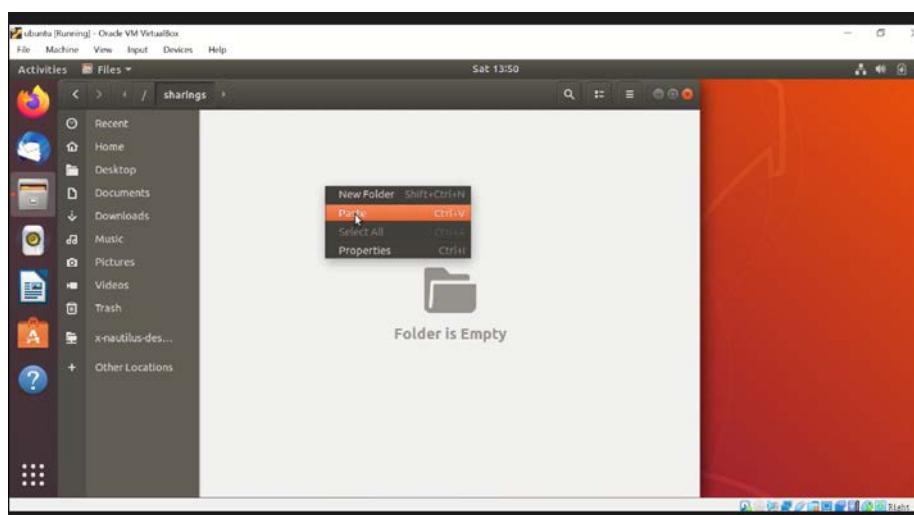 ubuntu [Running] - Oracle VM VirtualBox
File Machine View Input Devices Help
Activities Files Sat 13:50
/ sharings
Recent
Home
Desktop
Documents
Downloads
Music
Pictures
Videos
Trash
x-nautilus-des...
+ Other Locations
New Folder Shift+Ctrl+N
Paste Ctrl+V
Select All Ctrl+A
Properties Ctrl+I
Folder is Empty
Right